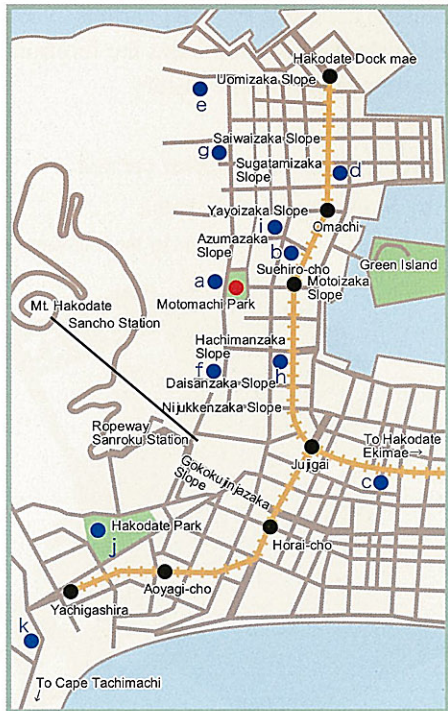 Hakodate Dock mae
Uomizaka Slope
e
Saiwaizaka Slope
g
Sugatamizaka
Slope
d
Yayoizaka Slope
Omachi
i
Azumazaka
Slope
b
Green Island
Suehiro-cho
a
Motoizaka
Slope
Motomachi Park
Mt. Hakodate
Sancho Station
Hachimanzaka
Slope
f
h
Daisanzaka Slope
Nijukkenzaka Slope
Ropeway
Sanroku Station
To Hakodate
Ekimae→
Jujigai
c
Gokokujinjazaka
Slope
Hakodate Park
j
Horai-cho
Aoyagi-cho
Yachigashira
k
To Cape Tachimachi